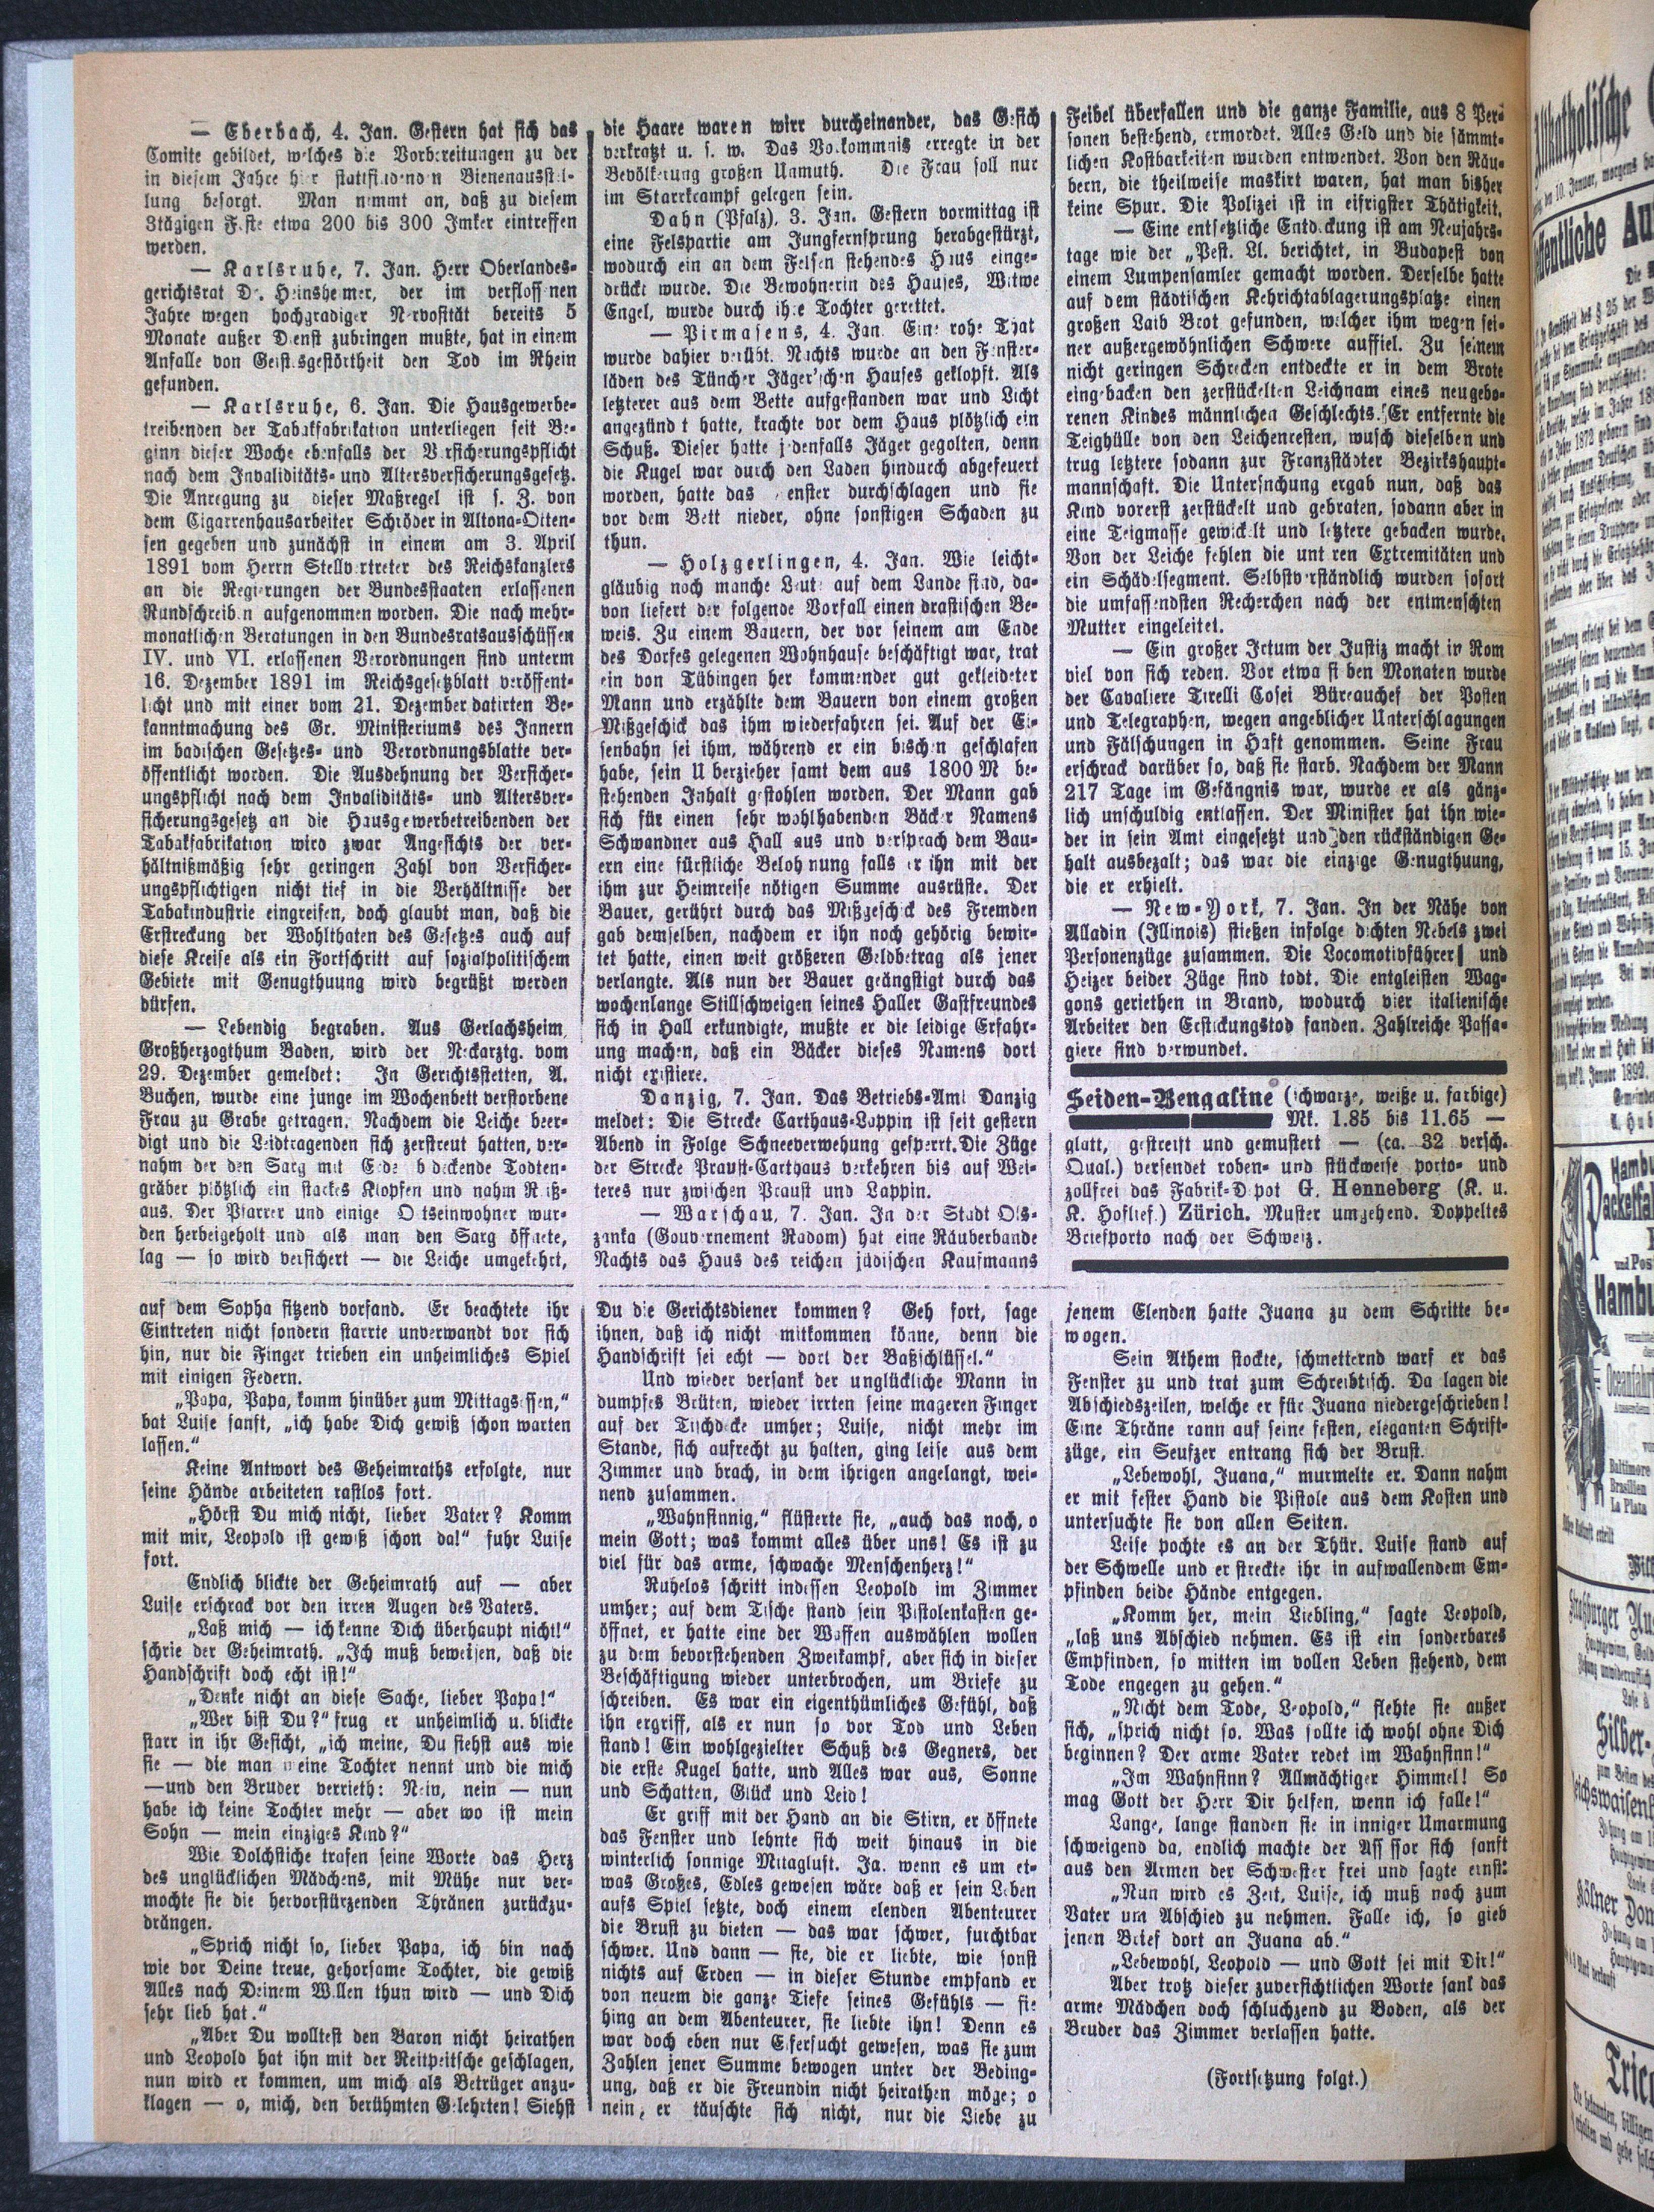 — Eberbach, 4. Jan. Gestern hat sich das
Comite gebildet, welches die Vorbereitungen zu der
in diesem Jahre hier stattfindenden Bienenausstel-
lung besorgt. Man nimmt an, daß zu diesem
3tägigen Feste etwa 200 bis 300 Imker eintreffen
werden.
— Karlsruhe, 7. Jan. Herr Oberlandes-
gerichtsrat Dr. Heinsheimer, der im verflossenen
Jahre wegen hochgradiger Nervosität bereits 5
Monate außer Dienst zubringen mußte, hat in einem
Anfalle von Geistesgestörtheit den Tod im Rhein
gefunden.
— Karlsruhe, 6. Jan. Die Hausgewerbe-
treibenden der Tabakfabrikation unterliegen seit Be-
ginn dieser Woche ebenfalls der Versicherungspflicht
nach dem Invaliditäts- und Altersversicherungsgesetz.
Die Anregung zu dieser Maßregel ist s. Z. von
dem Cigarrenhausarbeiter Schröder in Altona-Otten-
sen gegeben und zunächst in einem am 3. April
1891 vom Herrn Stellvertreter des Reichskanzlers
an die Regierungen der Bundesstaaten erlassenen
Rundschreiben aufgenommen worden. Die nach mehr-
monatlichen Beratungen in den Bundesratsausschüssen
IV. und VI. erlassenen Verordnungen sind unterm
16. Dezember 1891 im Reichsgesetzblatt veröffent-
licht und mit einer vom 21. Dezember datirten Be-
kanntmachung des Gr. Ministeriums des Innern
im badischen Gesetzes- und Verordnungsblatte ver-
öffentlicht worden. Die Ausdehnung der Versicher-
ungspflicht nach dem Invaliditäts- und Altersver-
sicherungsgesetz an die Hausgewerbetreibenden der
Tabakfabrikation wird zwar Angesichts der ver-
hältnißmäßig sehr geringen Zahl von Versicher-
ungspflichtigen nicht tief in die Verhältnisse der
Tabakindustrie eingreifen, doch glaubt man, daß die
Erstreckung der Wohlthaten des Gesetzes auch auf
diese Kreise als ein Fortschritt auf sozialpolitischem
Gebiete mit Genugthuung wird begrüßt werden
dürfen.
— Lebendig begraben. Aus Gerlachsheim,
Großherzogthum Baden, wird der Neckarztg. vom
29. Dezember gemeldet: In Gerichtsstetten, A.
Buchen, wurde eine junge im Wochenbett verstorbene
Frau zu Grabe getragen. Nachdem die Leiche beer-
digt und die Leidtragenden sich zerstreut hatten, ver-
nahm der den Sarg mit Erde bedeckende Todten-
gräber plötzlich ein starkes Klopfen und nahm Reiß-
aus. Der Pfarrer und einige Ortseinwohner wur-
den herbeigeholt und als man den Sarg öffnete,
lag — so wird versichert — die Leiche umgekehrt,
die Haare waren wirr durcheinander, das Gesich
verkratzt u. s. w. Das Vorkommnis erregte in der
Bevölkerung großen Unmuth. Die Frau soll nur
im Starrkrampf gelegen sein.
Dahn (Pfalz), 3. Jan. Gestern vormittag ist
eine Felspartie am Jungfernsprung herabgestürzt,
wodurch ein an dem Felsen stehendes Haus einge-
drückt wurde. Die Bewohnerin des Hauses, Witwe
Engel, wurde durch ihre Tochter gerettet.
— Pirmasens, 4. Jan. Eine rohe That
wurde dahier verübt. Nachts wurde an den Fenster-
läden des Tüncher Jäger'schen Hauses geklopft. Als
letzterer aus dem Bette aufgestanden war und Licht
angezündet hatte, krachte vor dem Haus plötzlich ein
Schuß. Dieser hatte jedenfalls Jäger gegolten, denn
die Kugel war durch den Laden hindurch abgefeuert
worden, hatte das Fenster durchschlagen und fie
vor dem Bett nieder, ohne sonstigen Schaden zu
thun.
— Holzgerlingen, 4. Jan. Wie leicht-
gläubig noch manche Leute auf dem Lande sind, da-
von liefert der folgende Vorfall einen drastischen Be-
weis. Zu einem Bauern, der vor seinem am Ende
des Dorfes gelegenen Wohnhause beschäftigt war, trat
ein von Tübingen her kommender gut gekleideter
Mann und erzählte dem Bauern von einem großen
Mißgeschick das ihm wiederfahren sei. Auf der Ei-
senbahn sei ihm, während er ein bischen geschlafen
habe, sein Ueberzieher samt dem aus 1800 M be-
stehenden Inhalt gestohlen worden. Der Mann gab
sich für einen sehr wohlhabenden Bäcker Namens
Schwandner aus Hall aus und versprach dem Bau-
ern eine fürstliche Belohnung falls er ihn mit der
ihm zur Heimreise nötigen Summe ausrüste. Der
Bauer, gerührt durch das Mißgeschick des Fremden
gab demselben, nachdem er ihn noch gehörig bewir-
tet hatte, einen weit größeren Geldbetrag als jener
verlangte. Als nun der Bauer geängstigt durch das
wochenlange Stillschweigen seines Haller Gastfreundes
sich in Hall erkundigte, mußte er die leidige Erfahr-
ung machen, daß ein Bäcker dieses Namens dort
nicht existiere.
Danzig, 7. Jan. Das Betriebs-Amt Danzig
meldet: Die Strecke Carthaus-Lappin ist seit gestern
Abend in Folge Schneeverwehung gesperrt. Die Züge
der Strecke Praust-Carthaus verkehren bis auf Wei-
teres nur zwischen Praust und Lappin.
— Warschau, 7. Jan. In der Stadt Ols-
zanka (Gouvernement Radom) hat eine Räuberbande
Nachts das Haus des reichen jüdischen Kaufmanns
Feibel überfallen und die ganze Familie, aus 8 Per-
sonen bestehend, ermordet. Alles Geld und die sämmt-
lichen Kostbarkeiten wurden entwendet. Von den Räu-
bern, die theilweise maskirt waren, hat man bisher
keine Spur. Die Polizei ist in eifrigster Thätigkeit.
— Eine entsetzliche Entdeckung ist am Neujahrs-
tage wie der „Pest. Ll. berichtet, in Budapest von
einem Lumpensamler gemacht worden. Derselbe hatte
auf dem städtischen Kehrichtablagerungsplatze einen
großen Laib Brot gefunden, welcher ihm wegen sei-
ner außergewöhnlichen Schwere auffiel. Zu seinem
nicht geringen Schrecken entdeckte er in dem Brote
eingebacken den zerstückelten Leichnam eines neugebo-
renen Kindes männlichen Geschlechts. Er entfernte die
Teighülle von den Leichenresten, wusch dieselben und
trug letztere sodann zur Franzstädter Bezirkshaupt-
mannschaft. Die Untersuchung ergab nun, daß das
Kind vorerst zerstückelt und gebraten, sodann aber in
eine Teigmasse gewickelt und letztere gebacken wurde.
Von der Leiche fehlen die unteren Extremitäten und
ein Schädelsegment. Selbstverständlich wurden sofort
die umfassendsten Recherchen nach der entmenschten
Mutter eingeleitet.
— Ein großer Irtum der Justiz macht in Rom
viel von sich reden. Vor etwa sieben Monaten wurde
der Cavaliere Tirelli Cosei Büreauchef der Posten
und Telegraphen, wegen angeblicher Unterschlagungen
und Fälschungen in Haft genommen. Seine Frau
erschrack darüber so, daß sie starb. Nachdem der Mann
217 Tage im Gefängnis war, wurde er als gänz-
lich unschuldig entlassen. Der Minister hat ihn wie-
der in sein Amt eingesetzt und den rückständigen Ge-
halt ausbezalt; das war die einzige Genugthuung,
die er erhielt.
— New-York, 7. Jan. In der Nähe von
Alladin (Illinois) stießen infolge dichten Nebels zwei
Personenzüge zusammen. Die Locomotivführer und
Heizer beider Züge sind todt. Die entgleisten Wag-
gons geriethen in Brand, wodurch vier italienische
Arbeiter den Erstickungstod fanden. Zahlreiche Passa-
giere sind verwundet.
Seiden-Bengaline (schwarze, weiße u. farbige)
Mk. 1.85 bis 11.65 —
glatt, gestreift und gemustert — (ca. 32 versch.
Qual.) versendet roben- und stückweise porto- und
zollfrei das Fabrik-Depot G. Henneberg (K. u.
K. Hoflief.) Zürich. Muster umgehend. Doppeltes
Briefporto nach der Schweiz.
auf dem Sopha sitzend vorfand. Er beachtete ihr
Eintreten nicht sondern starrte unverwandt vor sich
hin, nur die Finger trieben ein unheimliches Spiel
mit einigen Federn.
„Papa, Papa, komm hinüber zum Mittagessen,“
bat Luise sanft, „ich habe Dich gewiß schon warten
lassen.“
Keine Antwort des Geheimraths erfolgte, nur
seine Hände arbeiteten rastlos fort.
„Hörst Du mich nicht, lieber Vater? Komm
mit mir, Leopold ist gewiß schon da!“ fuhr Luise
fort.
Endlich blickte der Geheimrath auf — aber
Luise erschrack vor den irren Augen des Vaters.
„Laß mich — ich kenne Dich überhaupt nicht!“
schrie der Geheimrath. „Ich muß beweisen, daß die
Handschrift doch echt ist!“
„Denke nicht an diese Sache, lieber Papa!“
„Wer bist Du?“ frug er unheimlich u. blickte
starr in ihr Gesicht, „ich meine, Du siehst aus wie
sie — die man meine Tochter nennt und die mich
—und den Bruder verrieth: Nein, nein — nun
habe ich keine Tochter mehr — aber wo ist mein
Sohn — mein einziges Kind?“
Wie Dolchstiche trafen seine Worte das Herz
des unglücklichen Mädchens, mit Mühe nur ver-
mochte sie die hervorstürzenden Thränen zurückzu-
drängen.
„Sprich nicht so, lieber Papa, ich bin nach
wie vor Deine treue, gehorsame Tochter, die gewiß
Alles nach Deinem Willen thun wird — und Dich
sehr lieb hat.“
„Aber Du wolltest den Baron nicht heirathen
und Leopold hat ihn mit der Reitpeitsche geschlagen,
nun wird er kommen, um mich als Betrüger anzu-
klagen — o, mich, den berühmten Gelehrten! Siehst
Du die Gerichtsdiener kommen? Geh fort, sage
ihnen, daß ich nicht mitkommen könne, denn die
Handschrift sei echt — dort der Baßschlüssel.“
Und wieder versank der unglückliche Mann in
dumpfes Brüten, wieder irrten seine mageren Finger
auf der Tischdecke umher; Luise, nicht mehr im
Stande, sich aufrecht zu halten, ging leise aus dem
Zimmer und brach, in dem ihrigen angelangt, wei-
nend zusammen.
„Wahnsinnig,“ flüsterte sie, „auch das noch, o
mein Gott; was kommt alles über uns! Es ist zu
viel für das arme, schwache Menschenherz!“
Ruhelos schritt indessen Leopold im Zimmer
umher; auf dem Tische stand sein Pistolenkasten ge-
öffnet, er hatte eine der Waffen auswählen wollen
zu dem bevorstehenden Zweikampf, aber sich in dieser
Beschäftigung wieder unterbrochen, um Briefe zu
schreiben. Es war ein eigenthümliches Gefühl, daß
ihn ergriff, als er nun so vor Tod und Leben
stand! Ein wohlgezielter Schuß des Gegners, der
die erste Kugel hatte, und Alles war aus, Sonne
und Schatten, Glück und Leid!
Er griff mit der Hand an die Stirn, er öffnete
das Fenster und lehnte sich weit hinaus in die
winterlich sonnige Mitagluft. Ja, wenn es um et-
was Großes, Edles gewesen wäre daß er sein Leben
aufs Spiel setzte, doch einem elenden Abenteurer
die Brust zu bieten — das war schwer, furchtbar
schwer. Und dann — sie, die er liebte, wie sonst
nichts auf Erden — in dieser Stunde empfand er
von neuem die ganze Tiefe seines Gefühls — sie
hing an dem Abenteurer, sie liebte ihn! Denn es
war doch eben nur Eifersucht gewesen, was sie zum
Zahlen jener Summe bewogen unter der Beding-
ung, daß er die Freundin nicht heirathen möge; o
nein, er täuschte sich nicht, nur die Liebe zu
jenem Elenden hatte Juana zu dem Schritte be-
wogen.
Sein Athem stockte, schmetternd warf er das
Fenster zu und trat zum Schreibtisch. Da lagen die
Abschiedszeilen, welche er für Juana niedergeschrieben!
Eine Thräne rann auf seine festen, eleganten Schrift-
züge, ein Seufzer entrang sich der Brust.
„Lebewohl, Juana,“ murmelte er. Dann nahm
er mit fester Hand die Pistole aus dem Kasten und
untersuchte sie von allen Seiten.
Leise pochte es an der Thür. Luise stand auf
der Schwelle und er streckte ihr in aufwallendem Em-
pfinden beide Hände entgegen.
„Komm her, mein Liebling,“ sagte Leopold,
„laß uns Abschied nehmen. Es ist ein sonderbares
Empfinden, so mitten im vollen Leben stehend, dem
Tode engegen zu gehen.“
„Nicht dem Tode, Leopold,“ flehte sie außer
sich, „sprich nicht so. Was sollte ich wohl ohne Dich
beginnen? Der arme Vater redet im Wahnsinn!“
„Im Wahnsinn? Allmächtiger Himmel! So
mag Gott der Herr Dir helfen, wenn ich falle!“
Lange, lange standen sie in inniger Umarmung
schweigend da, endlich machte der Assessor sich sanft
aus den Armen der Schwester frei und sagte ernst:
„Nun wird es Zeit, Luise, ich muß noch zum
Vater um Abschied zu nehmen. Falle ich, so gieb
jenen Brief dort an Juana ab.“
„Lebewohl, Leopold — und Gott sei mit Dir!“
Aber trotz dieser zuversichtlichen Worte sank das
arme Mädchen doch schluchzend zu Boden, als der
Bruder das Zimmer verlassen hatte.
(Fortsetzung folgt.)
Altkatholische
den 10. Januar, morgens
Hambu
Packetfa
und Pos
Hambu
Oceanfahrt
Baltimore
Brasilien
La Plata
Silber-
Kölner Dom